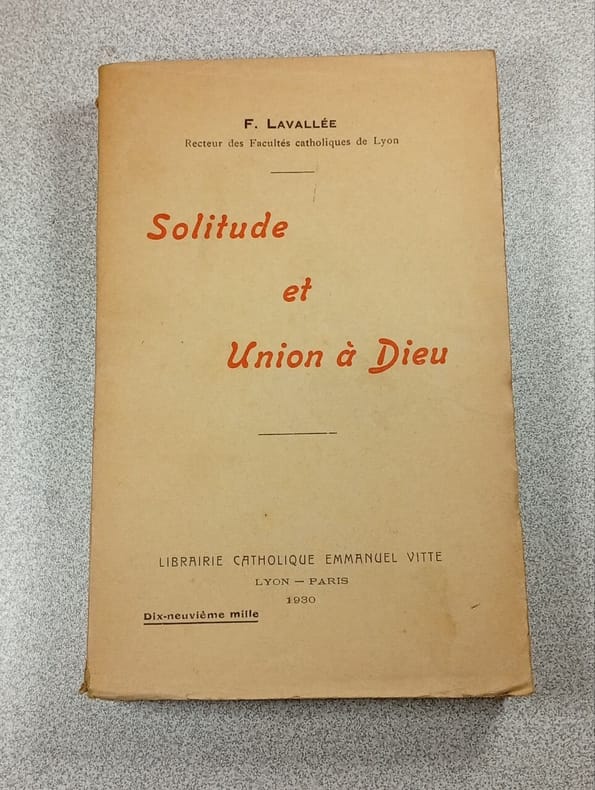 F. LAVALLÉE
Recteur des Facultés catholiques de Lyon
Solitude
et
Union à Dieu
LIBRAIRIE CATHOLIQUE EMMANUEL VITTE
LYON — PARIS
1930
Dix-neuvième mille